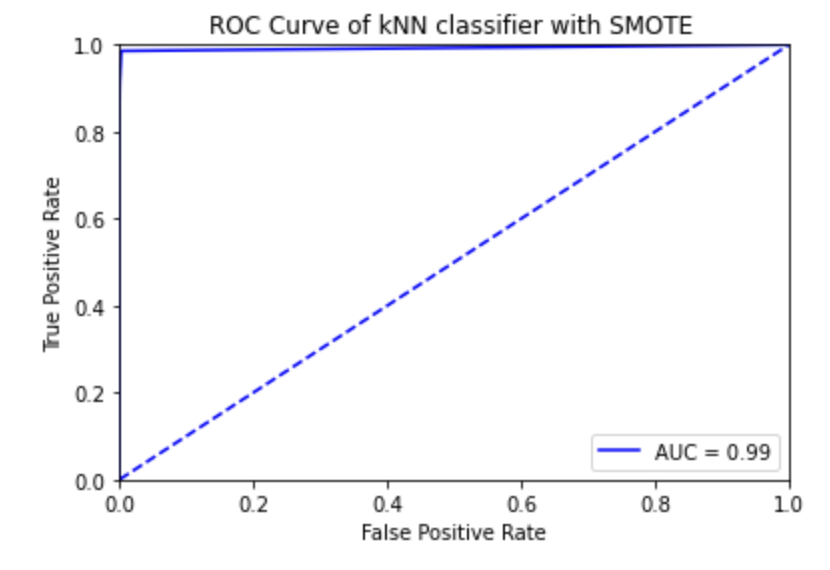 ROC Curve of kNN classifier with SMOTE
1.0
0.8
0.6
0.4
0.2
0.0
True Positive Rate
AUC = 0.99
0.0 0.2 0.4 0.6 0.8 1.0
False Positive Rate